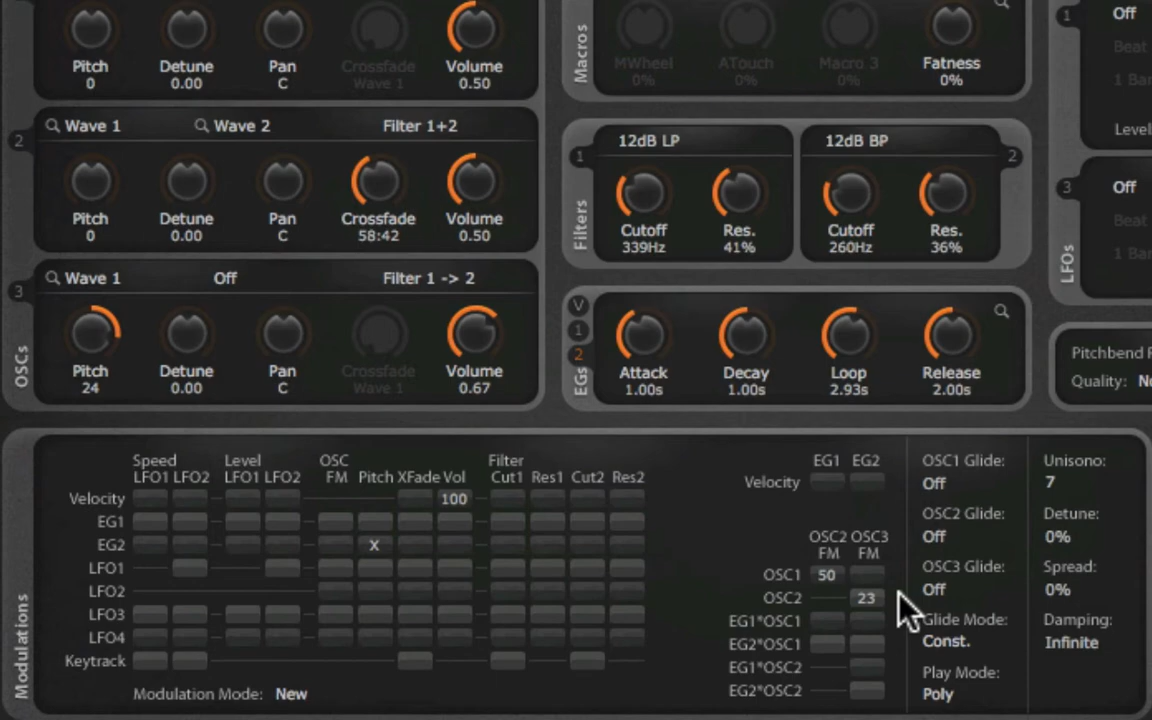 Pitch Detune Pan Crossfade Volume
0 0.00 C Wave 1 0.50
2 Wave 1 Wave 2 Filter 1+2
Pitch Detune Pan Crossfade Volume
0 0.00 C 58:42 0.50
3 Wave 1 Off Filter 1 -> 2
Pitch Detune Pan Crossfade Volume
24 0.00 C Wave 1 0.67
OSCs
Macros
MWheel ATouch Macro 3 Fatness
0% 0% 0% 0%
1 12dB LP 12dB BP 2
Filters
Cutoff Res. Cutoff Res.
339Hz 41% 260Hz 36%
V
1
2
EGs
Attack Decay Loop Release
1.00s 1.00s 2.93s 2.00s
1 Off
Beat
1 Bar
Level
3 Off
Beat
1 Bar
LFOs
Pitchbend
Quality:
Modulations
Speed Level OSC Filter
LFO1 LFO2 LFO1 LFO2 FM Pitch XFade Vol Cut1 Res1 Cut2 Res2
Velocity 100
EG1
EG2 X
LFO1
LFO2
LFO3
LFO4
Keytrack
Modulation Mode: New
EG1 EG2
Velocity
OSC2 OSC3
FM FM
OSC1 50
OSC2 23
EG1*OSC1
EG2*OSC1
EG1*OSC2
EG2*OSC2
OSC1 Glide:
Off
OSC2 Glide:
Off
OSC3 Glide:
Off
Glide Mode:
Const.
Play Mode:
Poly
Unisono:
7
Detune:
0%
Spread:
0%
Damping:
Infinite